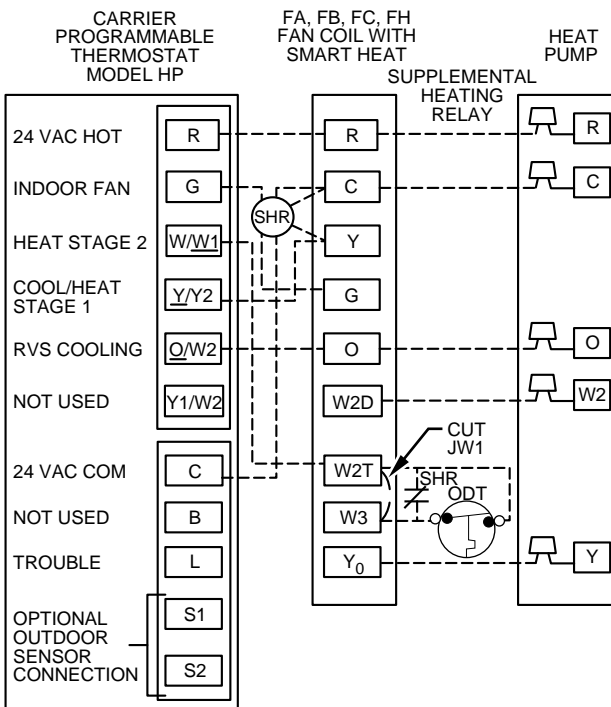 CARRIER
PROGRAMMABLE
THERMOSTAT
MODEL HP
FA, FB, FC, FH
FAN COIL WITH
SMART HEAT
SUPPLEMENTAL
HEATING
RELAY
HEAT
PUMP
24 VAC HOT
R
R
R
INDOOR FAN
G
C
C
SHR
HEAT STAGE 2
W/W1
Y
COOL/HEAT
STAGE 1
Y/Y2
G
RVS COOLING
O/W2
O
O
NOT USED
Y1/W2
W2D
W2
CUT
JW1
24 VAC COM
C
W2T
SHR
ODT
NOT USED
B
W3
TROUBLE
L
Y0
Y
OPTIONAL
OUTDOOR
SENSOR
CONNECTION
S1
S2